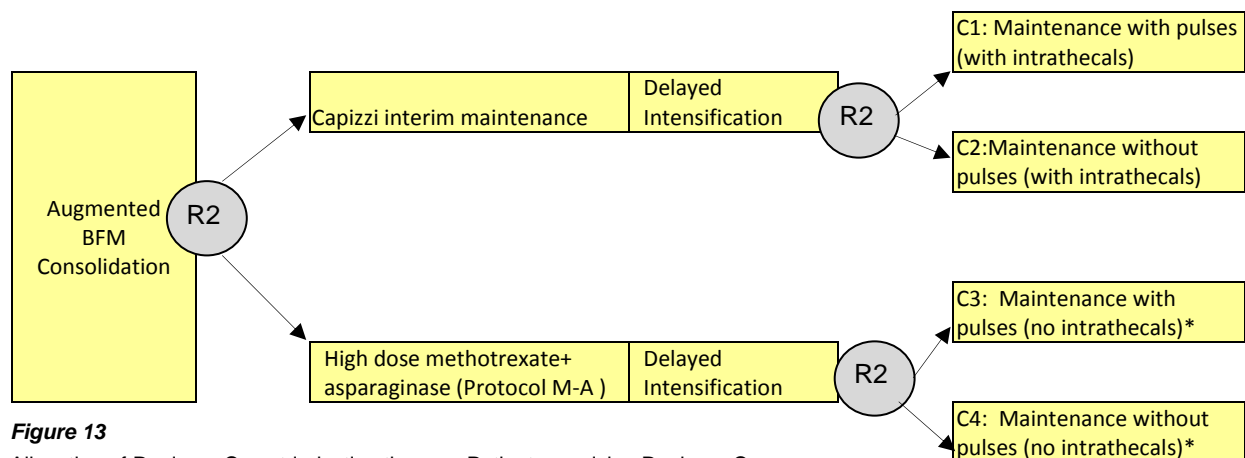 C1: Maintenance with pulses
(with intrathecals)
Capizzi interim maintenance
Delayed
Intensification
R2
C2:Maintenance without
pulses (with intrathecals)
Augmented
BFM
Consolidation
R2
C3: Maintenance with
pulses (no intrathecals)*
High dose methotrexate+
asparaginase (Protocol M-A )
Delayed
Intensification
R2
C4: Maintenance without
pulses (no intrathecals)*
Figure 13